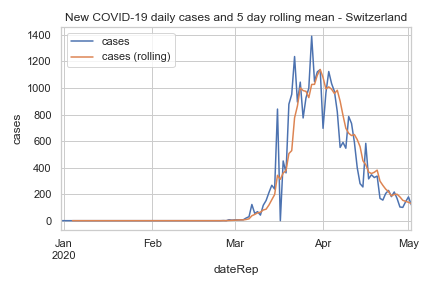 New COVID-19 daily cases and 5 day rolling mean - Switzerland
cases
cases (rolling)
1400
1200
1000
800
600
400
200
0
cases
Jan
2020
Feb
Mar
Apr
May
dateRep